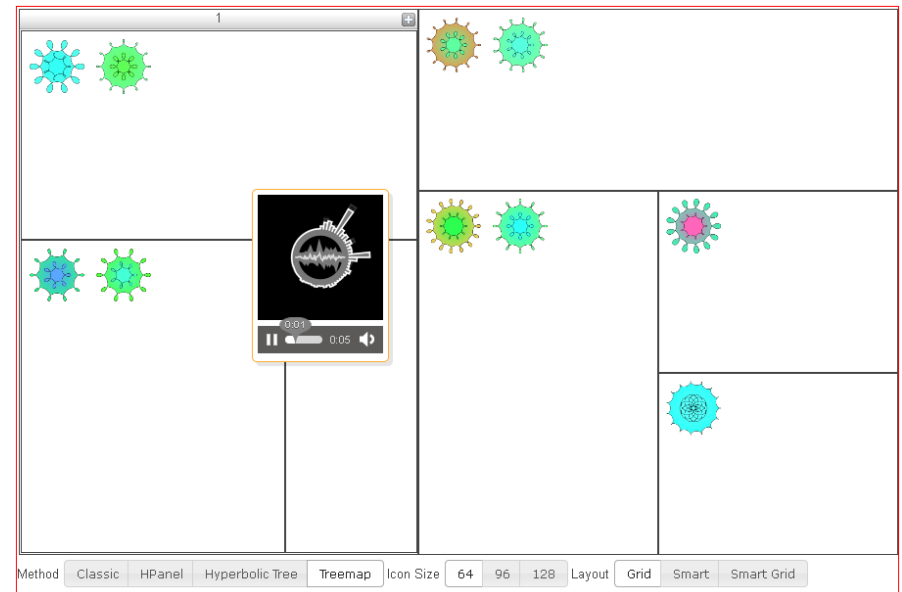 1
0:01
0:05
Method Classic HPanel Hyperbolic Tree Treemap Icon Size 64 96 128 Layout Grid Smart Smart Grid